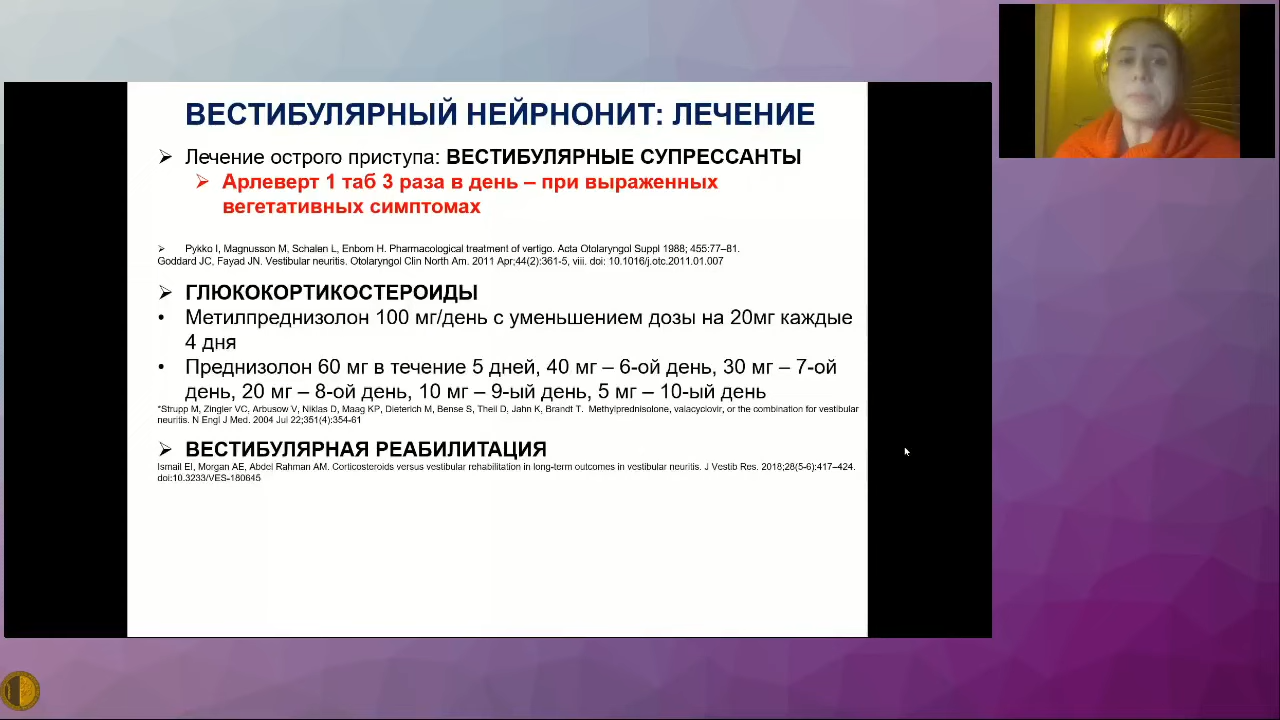 ВЕСТИБУЛЯРНЫЙ НЕЙРНОНИТ: ЛЕЧЕНИЕ
Лечение острого приступа: ВЕСТИБУЛЯРНЫЕ СУПРЕССАНТЫ
Арлеверт 1 таб 3 раза в день – при выраженных
вегетативных симптомах
Pykko I, Magnusson M, Schalen L, Enbom H. Pharmacological treatment of vertigo. Acta Otolaryngol Suppl 1988; 455:77–81.
Goddard JC, Fayad JN. Vestibular neuritis. Otolaryngol Clin North Am. 2011 Apr;44(2):361-5, viii. doi: 10.1016/j.otc.2011.01.007
ГЛЮКОКОРТИКОСТЕРОИДЫ
• Метилпреднизолон 100 мг/день с уменьшением дозы на 20мг каждые
4 дня
• Преднизолон 60 мг в течение 5 дней, 40 мг – 6-ой день, 30 мг – 7-ой
день, 20 мг – 8-ой день, 10 мг – 9-ый день, 5 мг – 10-ый день
*Strupp M, Zingler VC, Arbusow V, Niklas D, Maag KP, Dieterich M, Bense S, Theil D, Jahn K, Brandt T. Methylprednisolone, valacyclovir, or the combination for vestibular
neuritis. N Engl J Med. 2004 Jul 22;351(4):354-61
ВЕСТИБУЛЯРНАЯ РЕАБИЛИТАЦИЯ
Ismail EI, Morgan AE, Abdel Rahman AM. Corticosteroids versus vestibular rehabilitation in long-term outcomes in vestibular neuritis. J Vestib Res. 2018;28(5-6):417–424.
doi:10.3233/VES-180645